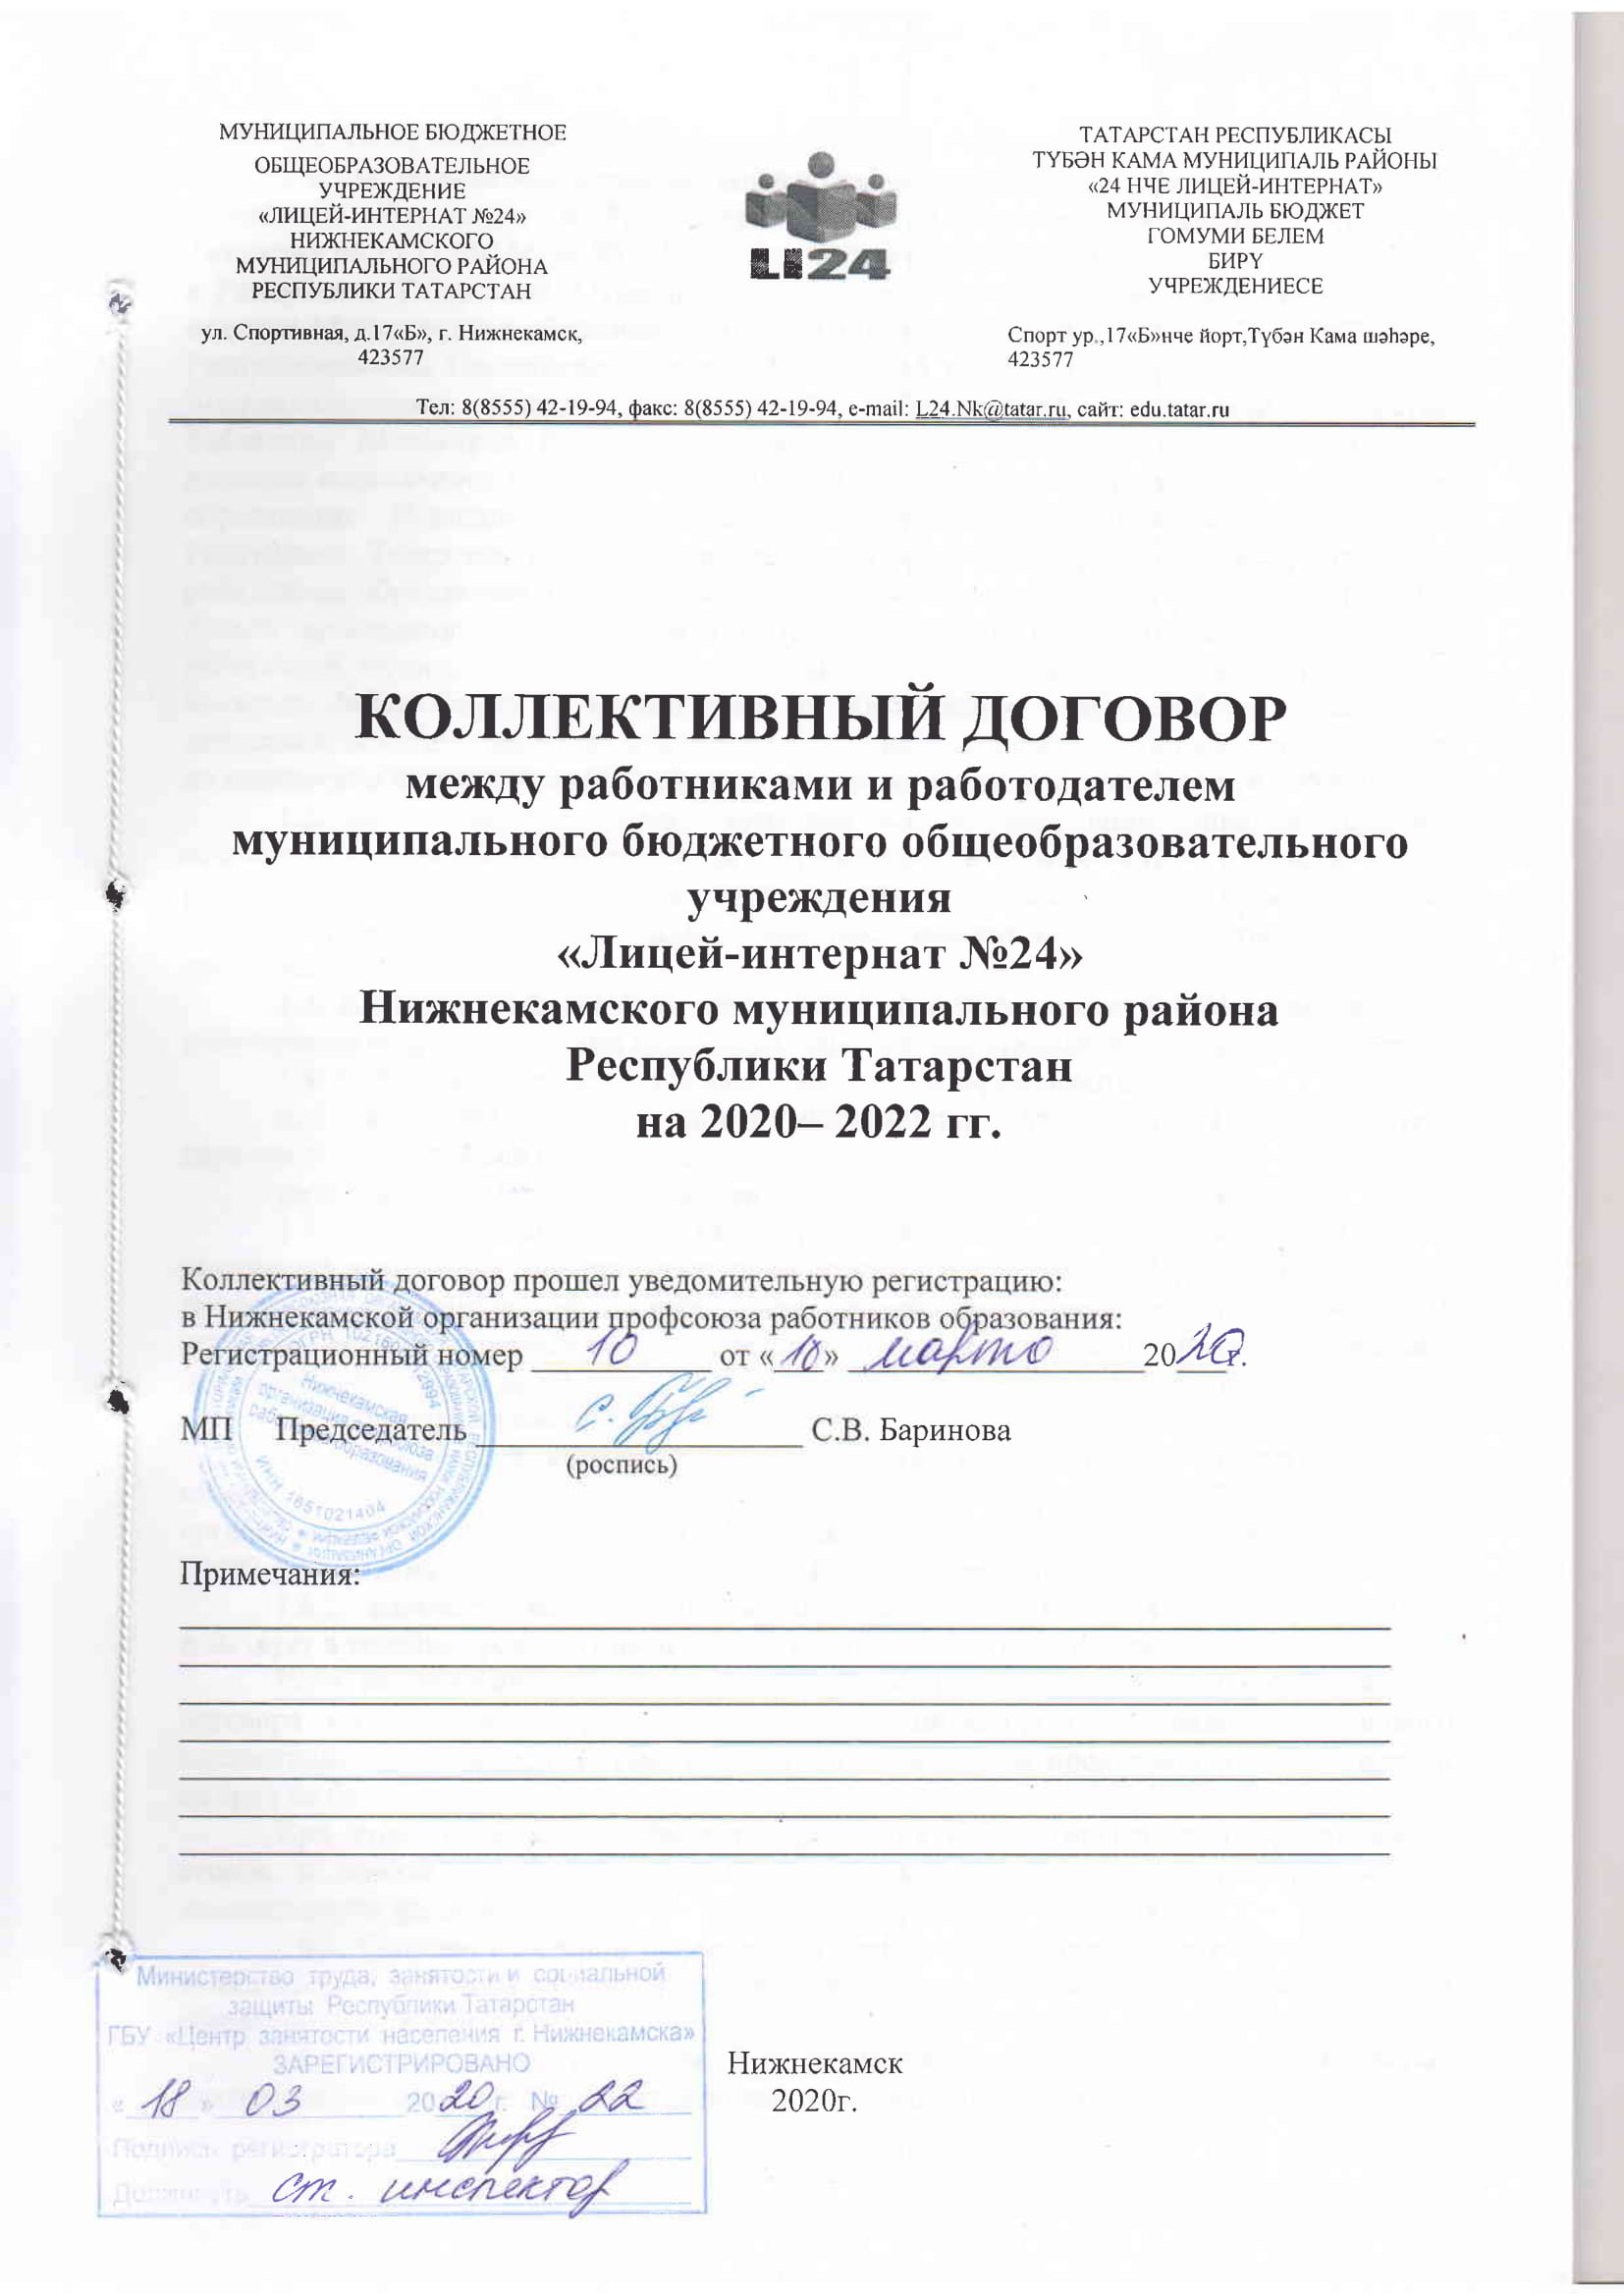 МУНИЦИПАЛЬНОЕ БЮДЖЕТНОЕ
ОБЩЕОБРАЗОВАТЕЛЬНОЕ
УЧРЕЖДЕНИЕ
«ЛИЦЕЙ-ИНТЕРНАТ №24»
НИЖНЕКАМСКОГО
МУНИЦИПАЛЬНОГО РАЙОНА
РЕСПУБЛИКИ ТАТАРСТАН
ул. Спортивная, д.17«Б», г. Нижнекамск,
423577
LI24
ТАТАРСТАН РЕСПУБЛИКАСЫ
ТҮБӘН КАМА МУНИЦИПАЛЬ РАЙОНЫ
«24 НЧЕ ЛИЦЕЙ-ИНТЕРНАТ»
МУНИЦИПАЛЬ БЮДЖЕТ
ГОМУМИ БЕЛЕМ
БИРҮ
УЧРЕЖДЕНИЕСЕ
Спорт ур.,17«Б»нче йорт,Түбән Кама шәһәре,
423577
Тел: 8(8555) 42-19-94, факс: 8(8555) 42-19-94, e-mail: L24.Nk@tatar.ru, сайт: edu.tatar.ru
КОЛЛЕКТИВНЫЙ ДОГОВОР
между работниками и работодателем
муниципального бюджетного общеобразовательного
учреждения
«Лицей-интернат №24»
Нижнекамского муниципального района
Республики Татарстан
на 2020– 2022 гг.
Коллективный договор прошел уведомительную регистрацию:
в Нижнекамской организации профсоюза работников образования:
Регистрационный номер 10 от «10» марта 2020г.
МП Председатель С.В. Баринова
(роспись)
Нижнекамская
организация профсоюза
образования
ИНН 1651021404
Примечания:
Министерство труда, занятости и социальной
защиты Республики Татарстан
ГБУ «Центр занятости населения г. Нижнекамска»
ЗАРЕГИСТРИРОВАНО
«18» 03 2020 г. № 22
Подпись регистратора
Должность ст. инспектор
Нижнекамск
2020г.